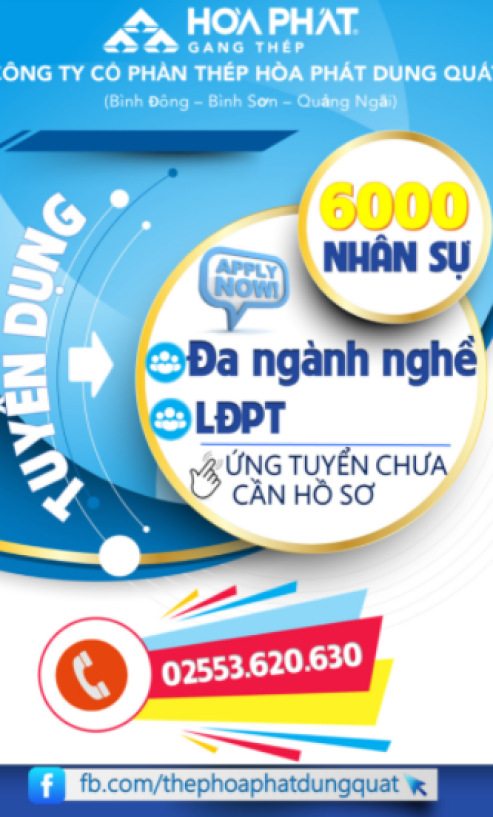 HÒA PHÁT
GANG THÉP
CÔNG TY CỔ PHẦN THÉP HÒA PHÁT DUNG QUẤT
(Bình Đông – Bình Sơn – Quảng Ngãi)
TUYỂN DỤNG
6000
NHÂN SỰ
APPLY
NOW!
Đa ngành nghề
LĐPT
ỨNG TUYỂN CHƯA
CẦN HỒ SƠ
02553.620.630
f fb.com/thephoaphatdungquat